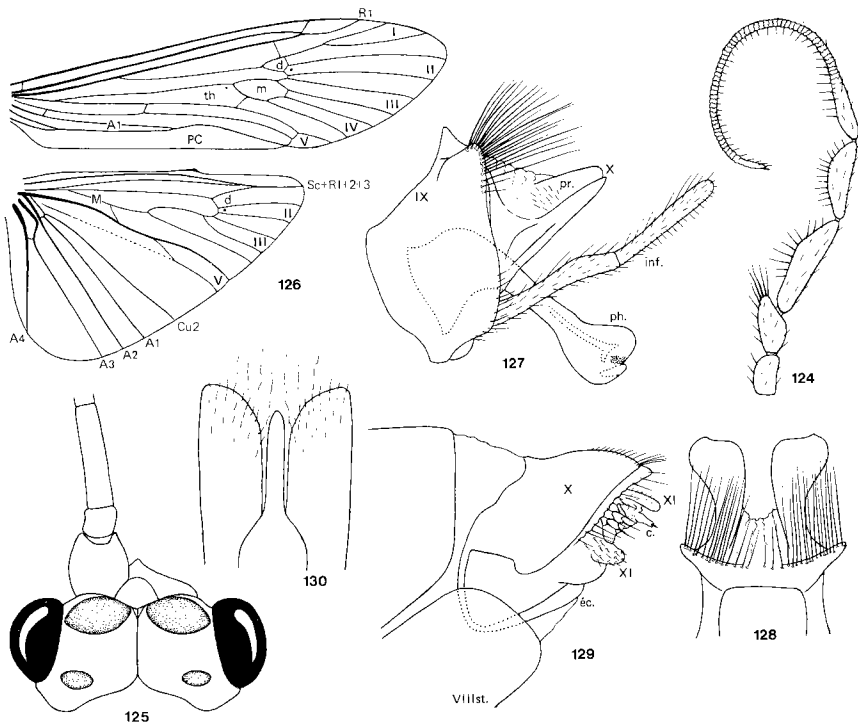 R1
I
d
II
th
m
III
A1
IV
PC
V
Sc+R1+2+3
M
d
II
III
V
126
Cu2
A4
A1
A2
A3
IX
X
pr.
inf.
ph.
127
124
130
125
X
XI
c.
XI
éc.
VIIIst.
129
128